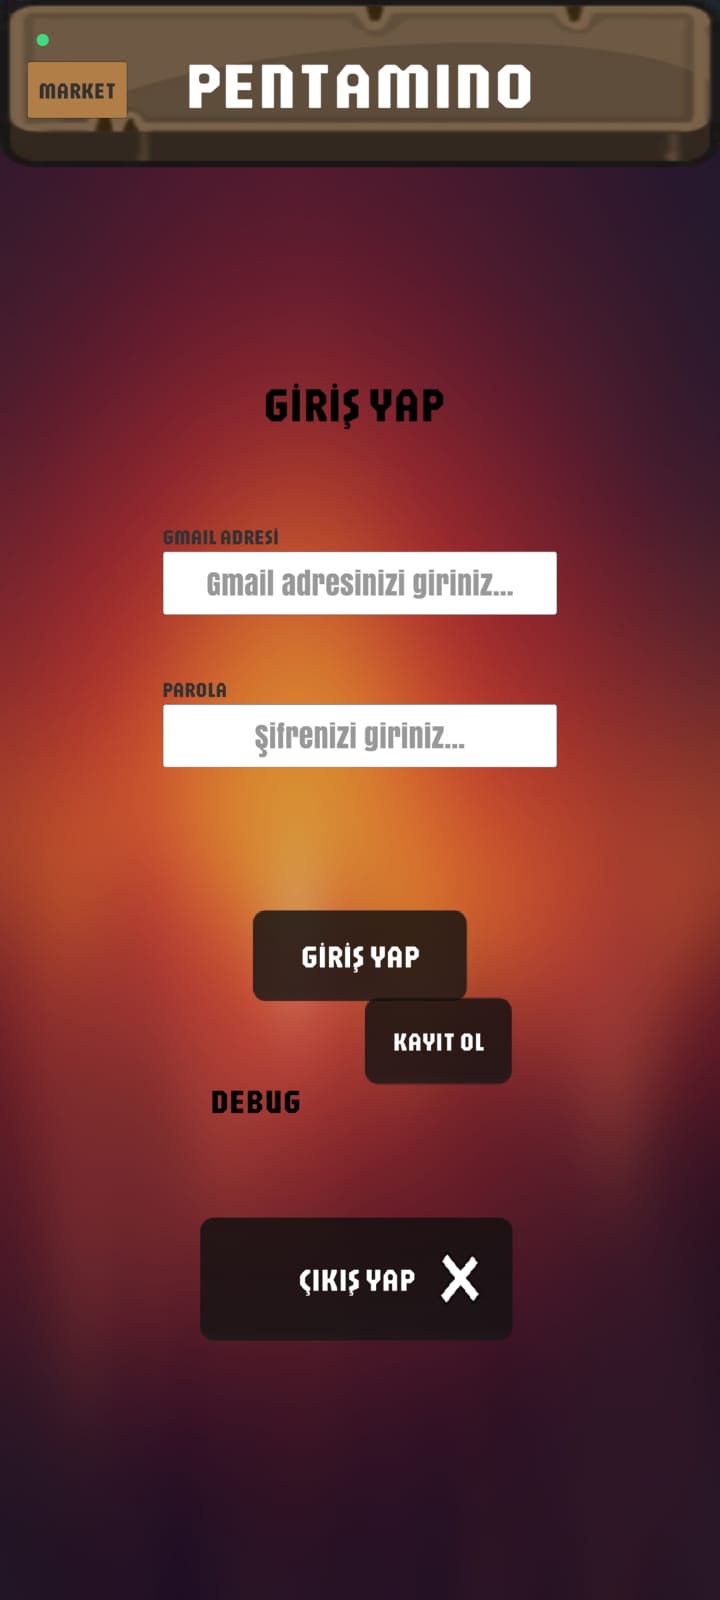 MARKET
PENTAMINO
GİRİŞ YAP
GMAIL ADRESİ
Gmail adresinizi giriniz...
PAROLA
Şifrenizi giriniz...
GİRİŞ YAP
KAYIT OL
DEBUG
ÇIKIŞ YAP